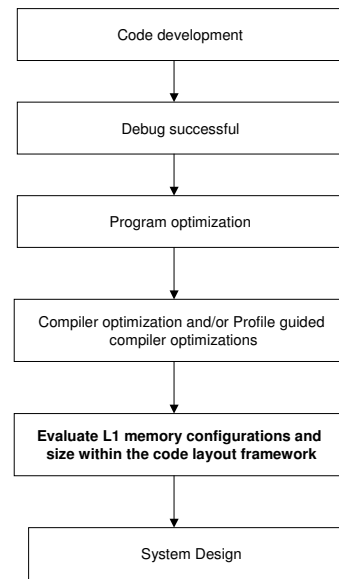 Code development
Debug successful
Program optimization
Compiler optimization and/or Profile guided
compiler optimizations
Evaluate L1 memory configurations and
size within the code layout framework
System Design